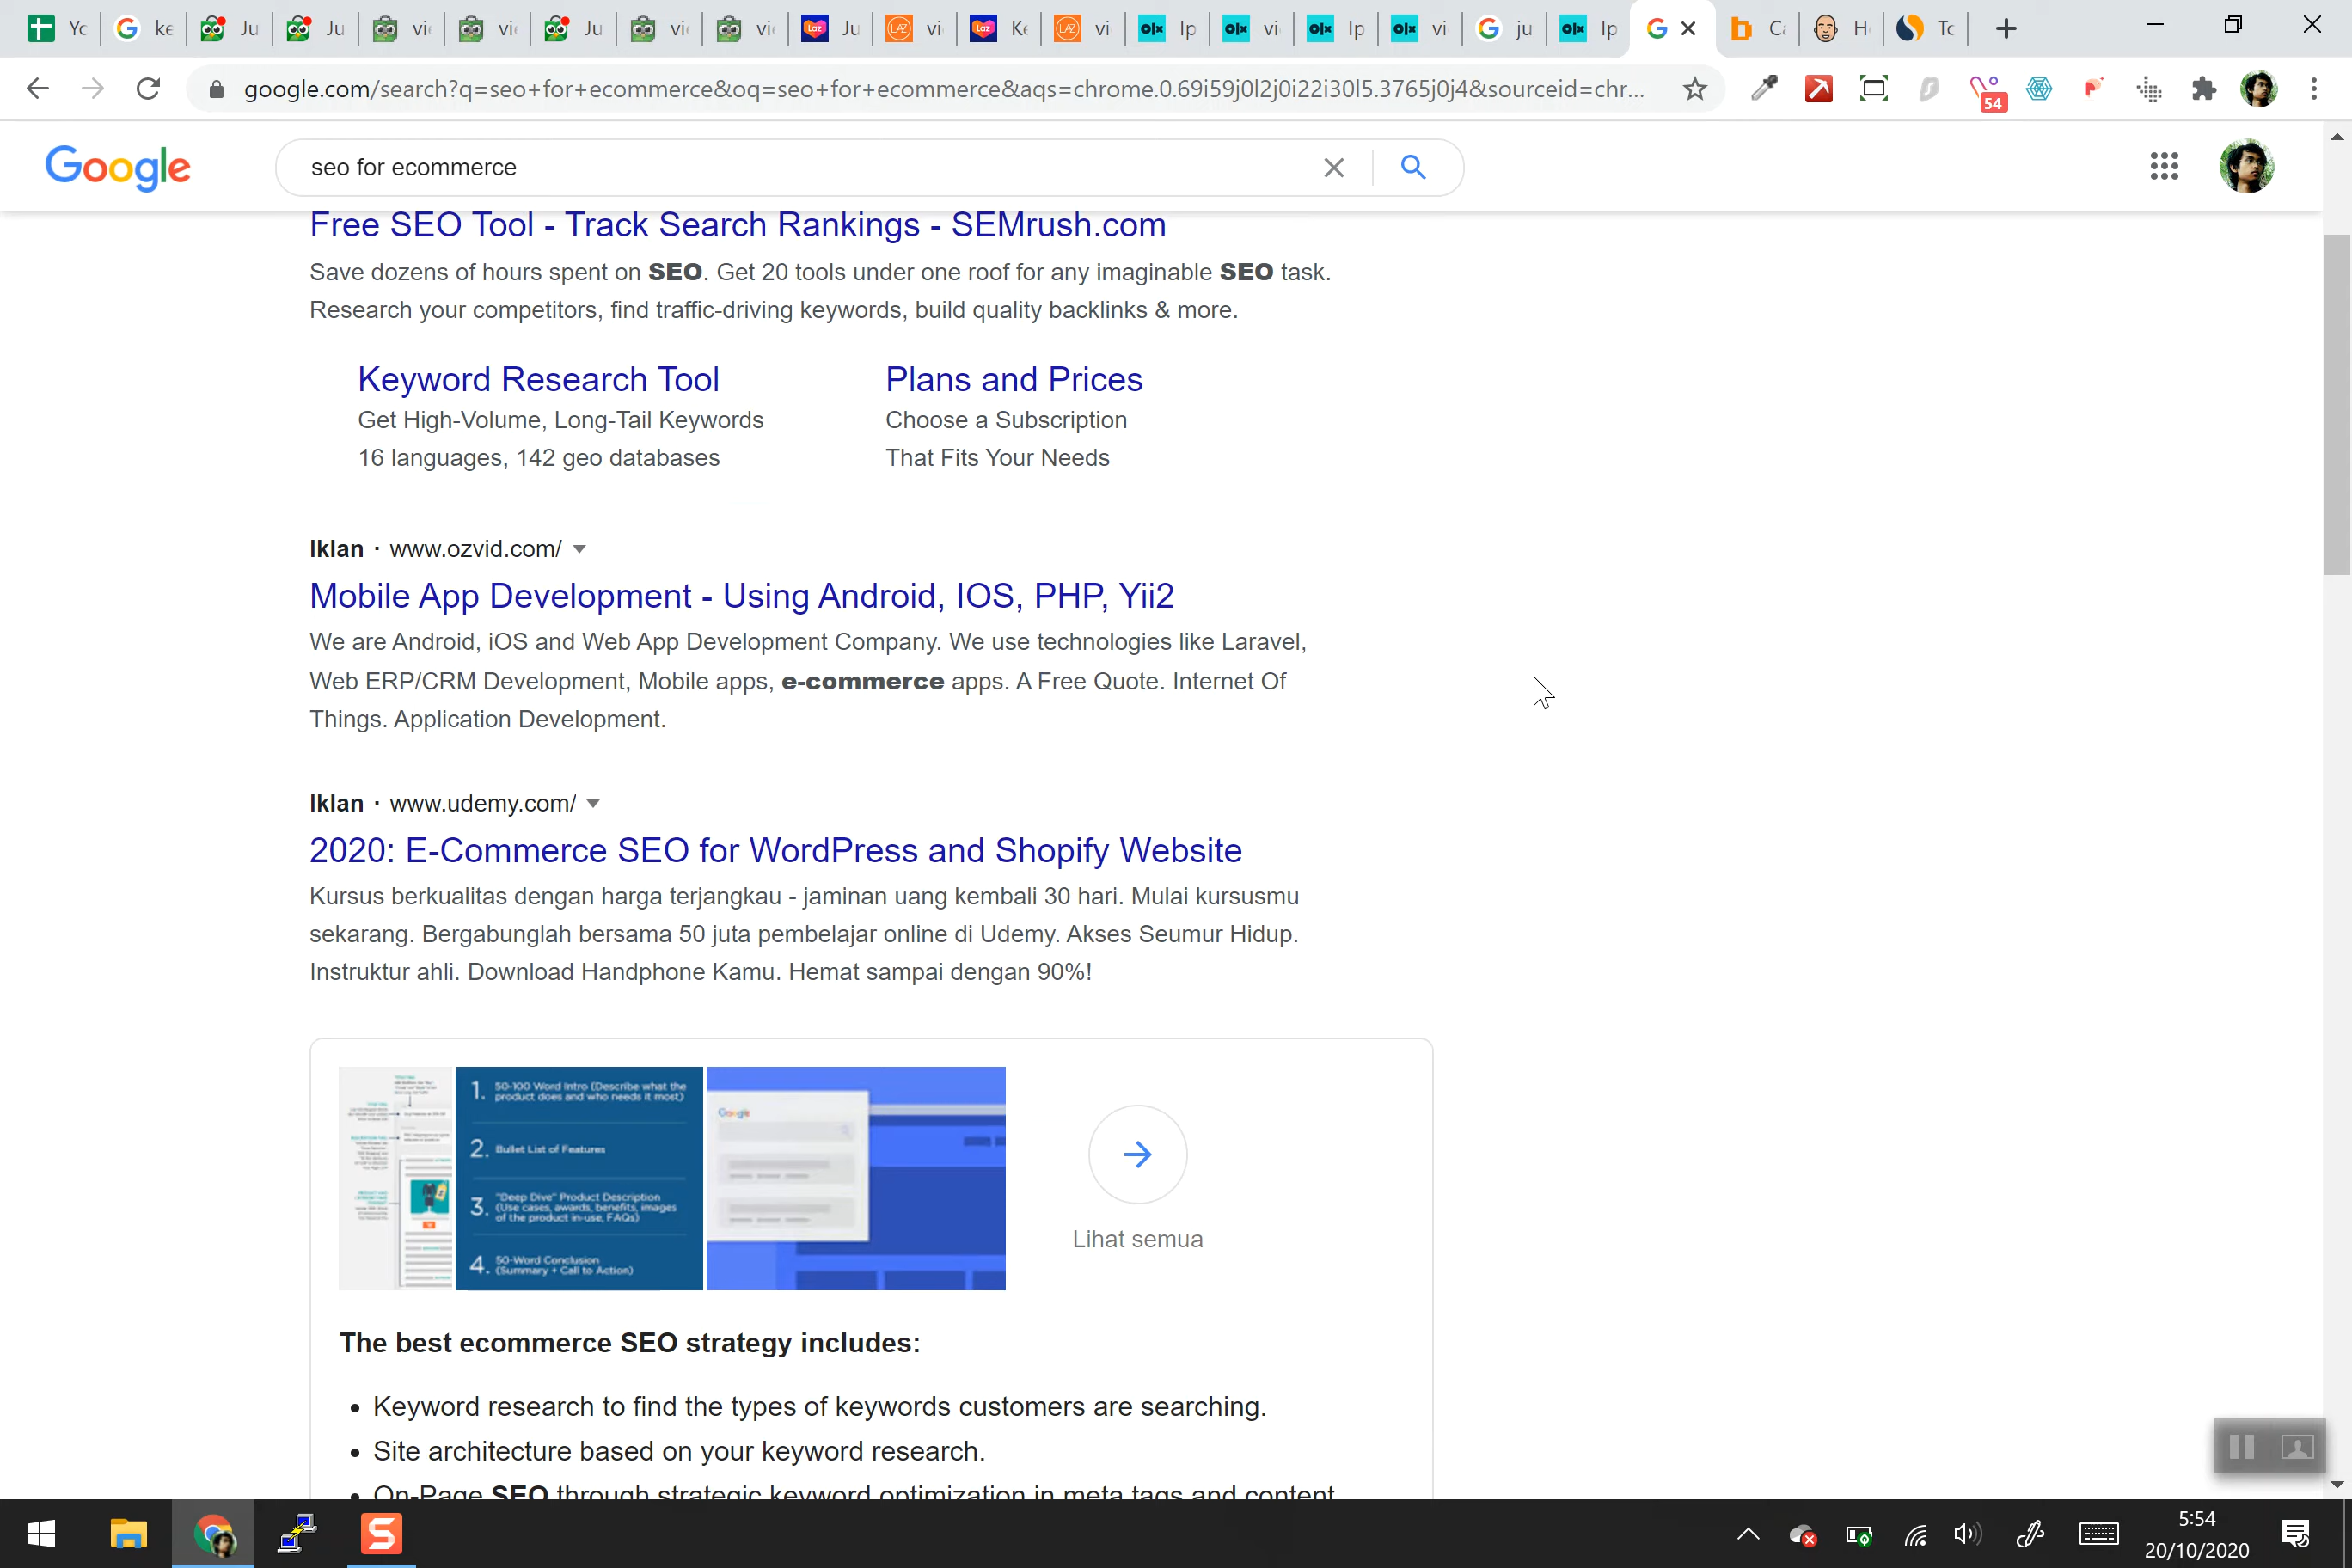 Yc
ke
Ju
Ju
vi
vi
Ju
vi
vi
Ju
vi
Ke
vi
Ip
vi
Ip
vi
ju
Ip
Ca
H
Tc
google.com/search?q=seo+for+ecommerce&oq=seo+for+ecommerce&aqs=chrome.0.69i59j0l2j0i22i30l5.3765j0j4&sourceid=chr...
54
Google
seo for ecommerce
Free SEO Tool - Track Search Rankings - SEMrush.com
Save dozens of hours spent on SEO. Get 20 tools under one roof for any imaginable SEO task.
Research your competitors, find traffic-driving keywords, build quality backlinks & more.
Keyword Research Tool
Get High-Volume, Long-Tail Keywords
16 languages, 142 geo databases
Plans and Prices
Choose a Subscription
That Fits Your Needs
Iklan · www.ozvid.com/
Mobile App Development - Using Android, IOS, PHP, Yii2
We are Android, iOS and Web App Development Company. We use technologies like Laravel,
Web ERP/CRM Development, Mobile apps, e-commerce apps. A Free Quote. Internet Of
Things. Application Development.
Iklan · www.udemy.com/
2020: E-Commerce SEO for WordPress and Shopify Website
Kursus berkualitas dengan harga terjangkau - jaminan uang kembali 30 hari. Mulai kursusmu
sekarang. Bergabunglah bersama 50 juta pembelajar online di Udemy. Akses Seumur Hidup.
Instruktur ahli. Download Handphone Kamu. Hemat sampai dengan 90%!
1. 50-100 Word Intro (Describe what the
product does and who needs it most)
2. Bullet List of Features
3. "Deep Dive" Product Description
(Use cases, awards, benefits, images
of the product in-use, FAQs)
4. 50-Word Conclusion
(Summary + Call to Action)
Google
Lihat semua
The best ecommerce SEO strategy includes:
• Keyword research to find the types of keywords customers are searching.
• Site architecture based on your keyword research.
• On-Page SEO through strategic keyword optimization in meta tags and content
5:54
20/10/2020